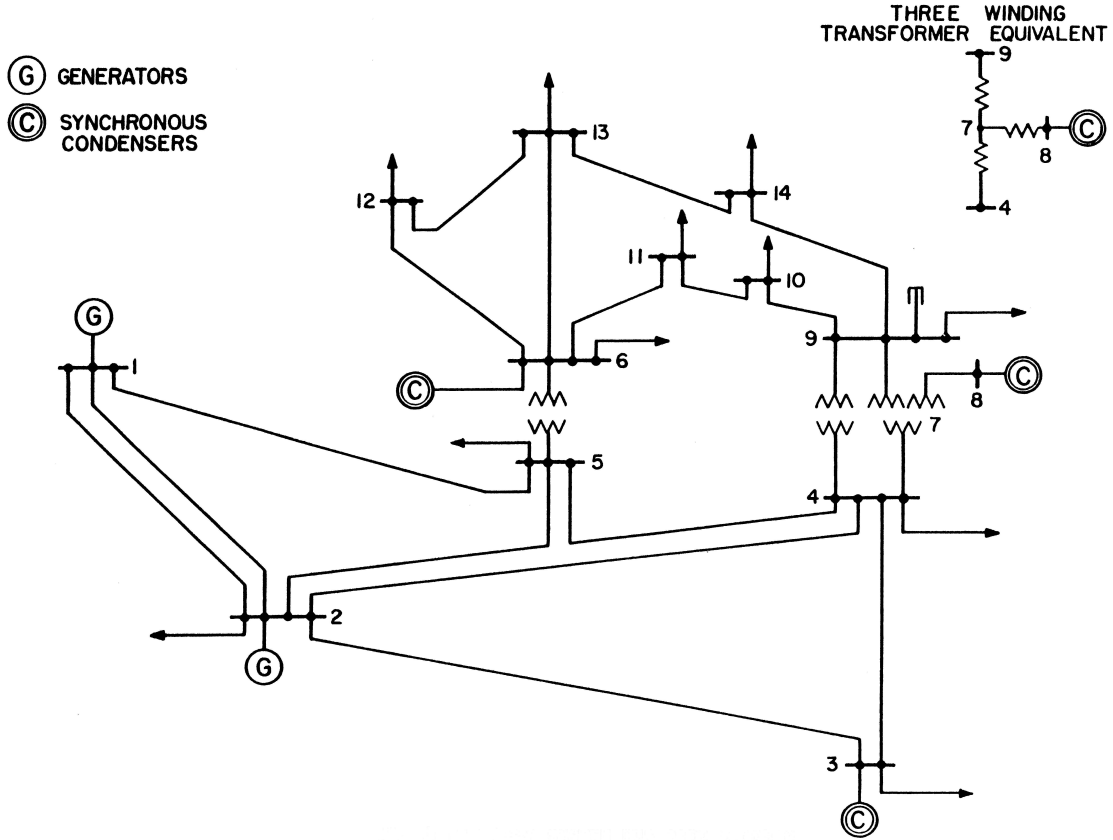 THREE WINDING
TRANSFORMER EQUIVALENT
9
7
C
8
4
G GENERATORS
C SYNCHRONOUS
CONDENSERS
13
12
14
11
10
G
1
9
6
C
C
8
7
5
4
2
G
3
C